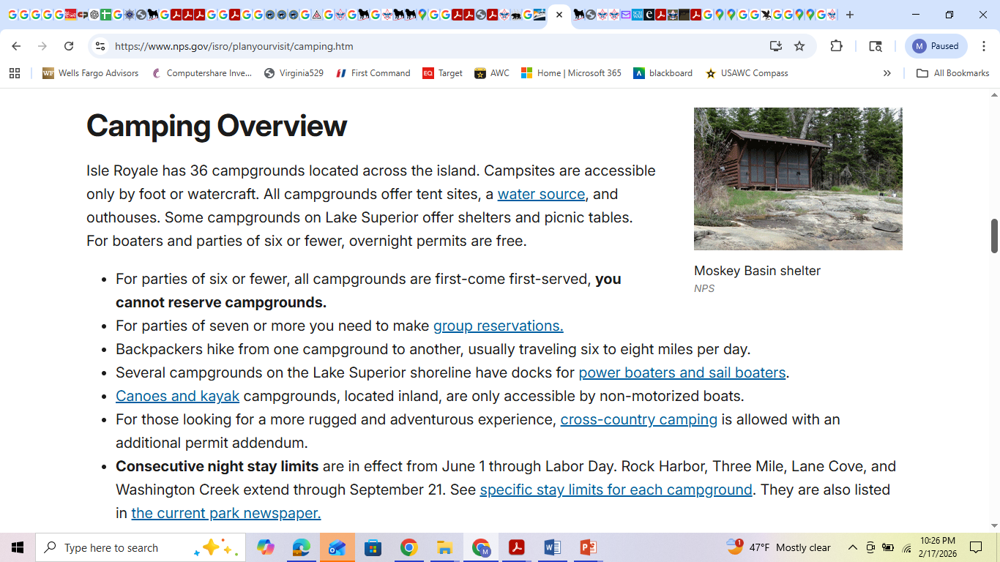 https://www.nps.gov/isro/planyourvisit/camping.htm
M
Paused
WF Wells Fargo Advisors
Computershare Inve...
Virginia529
First Command
Target
AWC
Home | Microsoft 365
blackboard
USAWC Compass
All Bookmarks
Camping Overview
Isle Royale has 36 campgrounds located across the island. Campsites are accessible
only by foot or watercraft. All campgrounds offer tent sites, a water source, and
outhouses. Some campgrounds on Lake Superior offer shelters and picnic tables.
For boaters and parties of six or fewer, overnight permits are free.
Moskey Basin shelter
NPS
• For parties of six or fewer, all campgrounds are first-come first-served, you
cannot reserve campgrounds.
• For parties of seven or more you need to make group reservations.
• Backpackers hike from one campground to another, usually traveling six to eight miles per day.
• Several campgrounds on the Lake Superior shoreline have docks for power boaters and sail boaters.
• Canoes and kayak campgrounds, located inland, are only accessible by non-motorized boats.
• For those looking for a more rugged and adventurous experience, cross-country camping is allowed with an
additional permit addendum.
• Consecutive night stay limits are in effect from June 1 through Labor Day. Rock Harbor, Three Mile, Lane Cove, and
Washington Creek extend through September 21. See specific stay limits for each campground. They are also listed
in the current park newspaper.
Type here to search
47°F Mostly clear
10:26 PM
2/17/2026